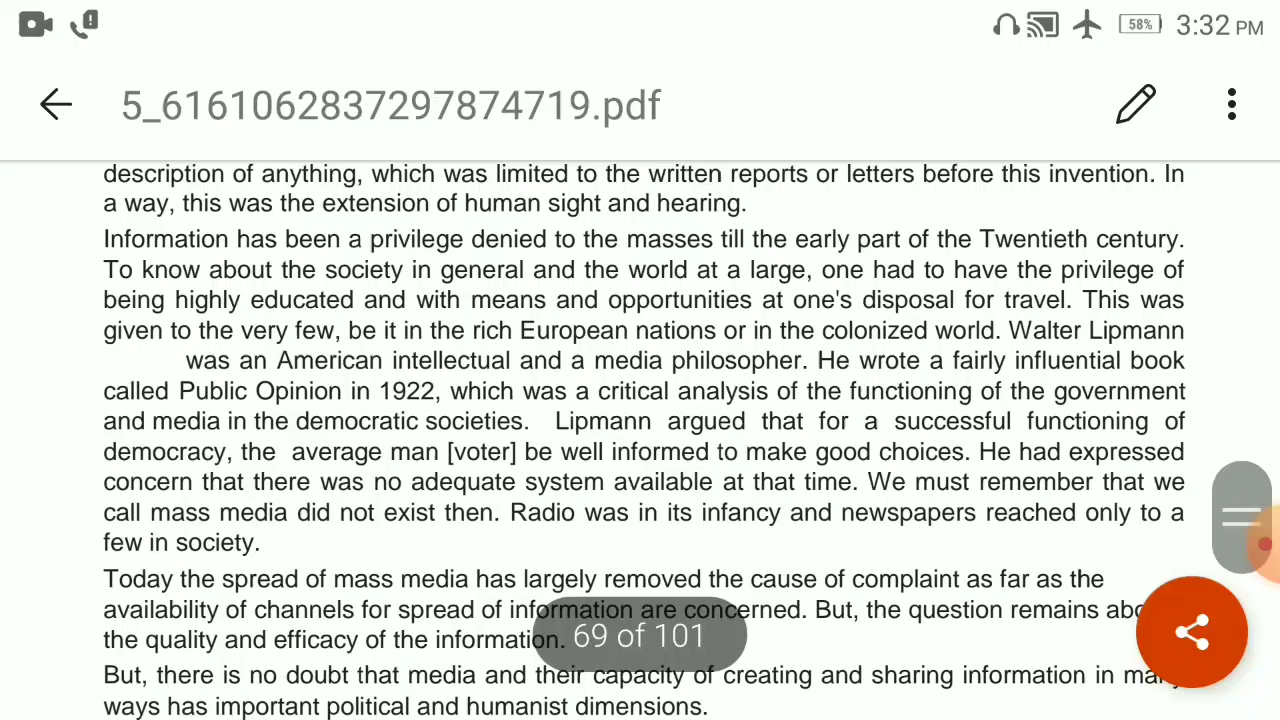 58% 3:32 PM
5_6161062837297874719.pdf
description of anything, which was limited to the written reports or letters before this invention. In
a way, this was the extension of human sight and hearing.
Information has been a privilege denied to the masses till the early part of the Twentieth century.
To know about the society in general and the world at a large, one had to have the privilege of
being highly educated and with means and opportunities at one's disposal for travel. This was
given to the very few, be it in the rich European nations or in the colonized world. Walter Lipmann
was an American intellectual and a media philosopher. He wrote a fairly influential book
called Public Opinion in 1922, which was a critical analysis of the functioning of the government
and media in the democratic societies. Lipmann argued that for a successful functioning of
democracy, the average man [voter] be well informed to make good choices. He had expressed
concern that there was no adequate system available at that time. We must remember that we
call mass media did not exist then. Radio was in its infancy and newspapers reached only to a
few in society.
Today the spread of mass media has largely removed the cause of complaint as far as the
availability of channels for spread of information are concerned. But, the question remains
the quality and efficacy of the information.
69 of 101
But, there is no doubt that media and their capacity of creating and sharing information in many
ways has important political and humanist dimensions.